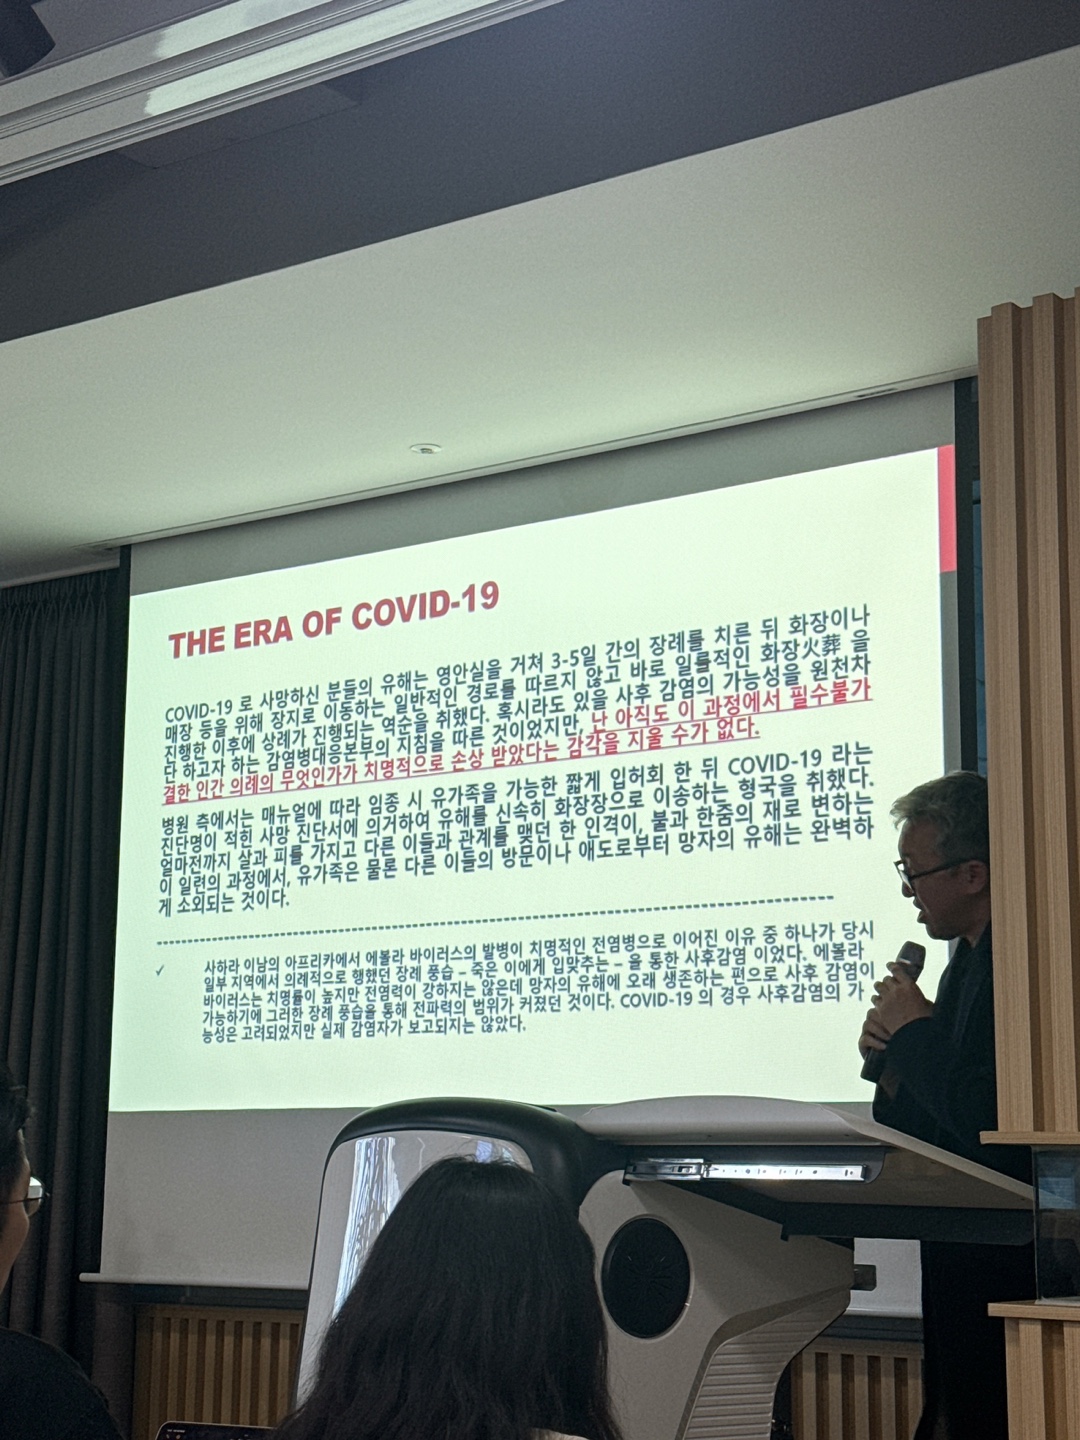 THE ERA OF COVID-19
COVID-19 로 사망하신 분들의 유해는 영안실을 거쳐 3-5일 간의 장례를 치른 뒤 화장이나
매장 등을 위해 장지로 이동하는 일반적인 경로를 따르지 않고 바로 일률적인 화장火葬 을
진행한 이후에 상례가 진행되는 역순을 취했다. 혹시라도 있을 사후 감염의 가능성을 원천차
단 하고자 하는 감염병대응본부의 지침을 따른 것이었지만, 난 아직도 이 과정에서 필수불가
결한 인간 의례의 무엇인가가 치명적으로 손상 받았다는 감각을 지울 수가 없다.
병원 측에서는 매뉴얼에 따라 임종 시 유가족을 가능한 짧게 입허회 한 뒤 COVID-19 라는
진단명이 적힌 사망 진단서에 의거하여 유해를 신속히 화장장으로 이송하는 형국을 취했다.
얼마전까지 살과 피를 가지고 다른 이들과 관계를 맺던 한 인격이, 불과 한줌의 재로 변하는
이 일련의 과정에서, 유가족은 물론 다른 이들의 방문이나 애도로부터 망자의 유해는 완벽하
게 소외되는 것이다.
✓ 사하라 이남의 아프리카에서 에볼라 바이러스의 발병이 치명적인 전염병으로 이어진 이유 중 하나가 당시
일부 지역에서 의례적으로 행했던 장례 풍습 – 죽은 이에게 입맞추는 – 을 통한 사후감염 이었다. 에볼라
바이러스는 치명률이 높지만 전염력이 강하지는 않은데 망자의 유해에 오래 생존하는 편으로 사후 감염이
가능하기에 그러한 장례 풍습을 통해 전파력의 범위가 커졌던 것이다. COVID-19 의 경우 사후감염의 가
능성은 고려되었지만 실제 감염자가 보고되지는 않았다.